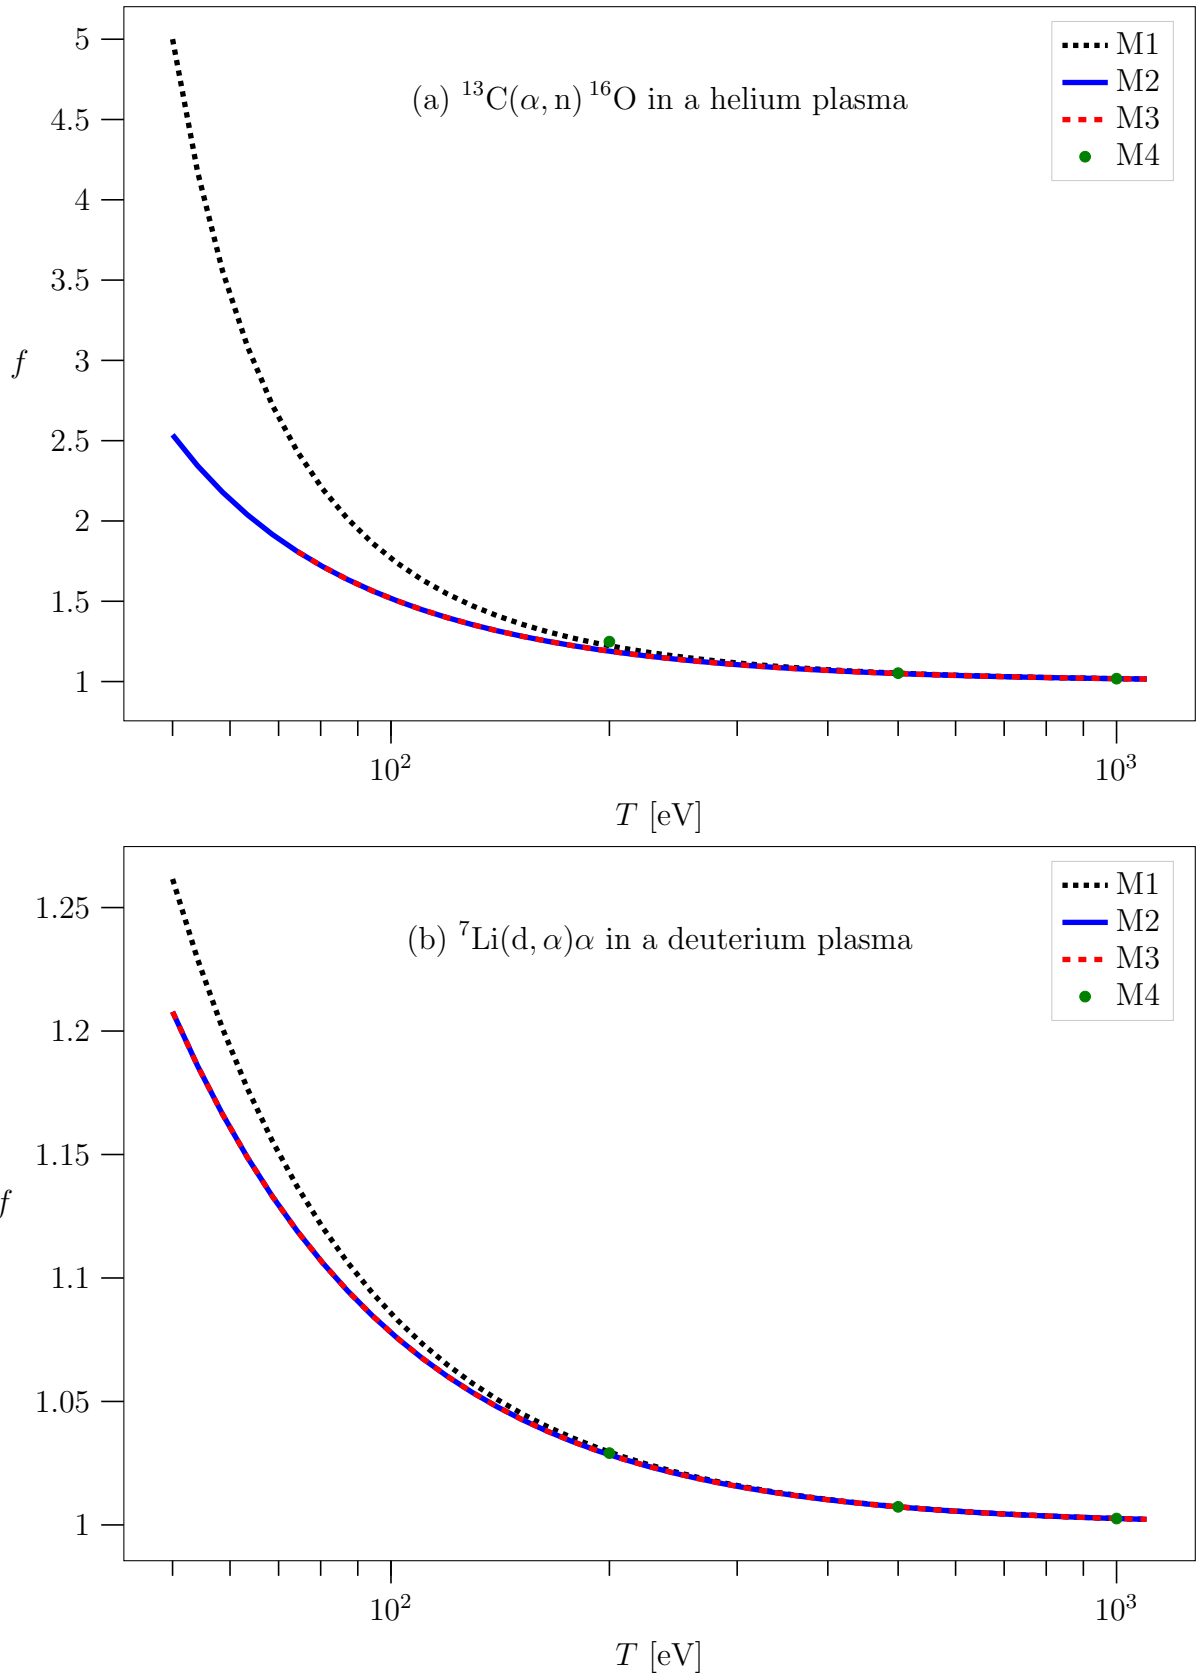 5
4.5
4
3.5
3
2.5
2
1.5
1
f
(a) ¹³C(α, n) ¹⁶O in a helium plasma
M1
M2
M3
M4
10²
10³
T [eV]
1.25
1.2
1.15
1.1
1.05
1
f
(b) ⁷Li(d, α)α in a deuterium plasma
M1
M2
M3
M4
10²
10³
T [eV]